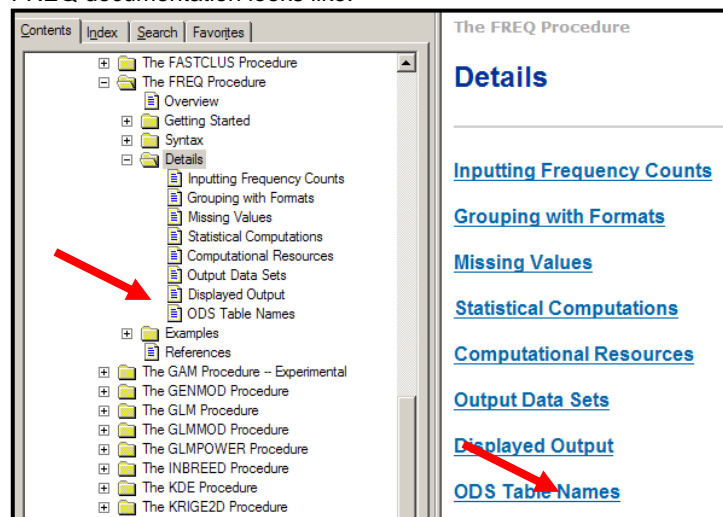 FREQ documentation looks like:
Contents Index Search Favorites
The FASTCLUS Procedure
The FREQ Procedure
Overview
Getting Started
Syntax
Details
Inputting Frequency Counts
Grouping with Formats
Missing Values
Statistical Computations
Computational Resources
Output Data Sets
Displayed Output
ODS Table Names
Examples
References
The GAM Procedure -- Experimental
The GENMOD Procedure
The GLM Procedure
The GLMMOD Procedure
The GLMPOWER Procedure
The INBREED Procedure
The KDE Procedure
The KRIGE2D Procedure
The FREQ Procedure
Details
Inputting Frequency Counts
Grouping with Formats
Missing Values
Statistical Computations
Computational Resources
Output Data Sets
Displayed Output
ODS Table Names